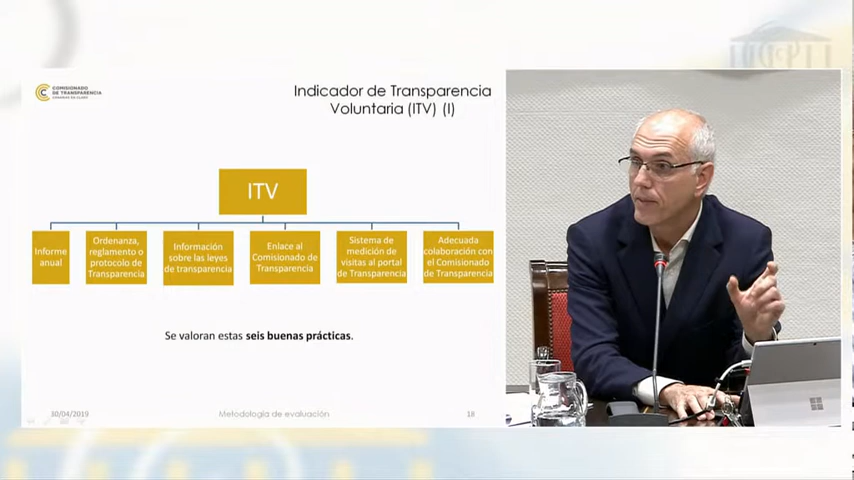 COMISIONADO
DE TRANSPARENCIA
Indicador de Transparencia
Voluntaria (ITV) (I)
ITV
Informe
anual
Ordenanza,
reglamento o
protocolo de
Transparencia
Información
sobre las leyes
de transparencia
Enlace al
Comisionado de
Transparencia
Sistema de
medición de
visitas al portal
de Transparencia
Adecuada
colaboración con
el Comisionado
de Transparencia
Se valoran estas seis buenas prácticas.
30/04/2019
Metodología de evaluación
18